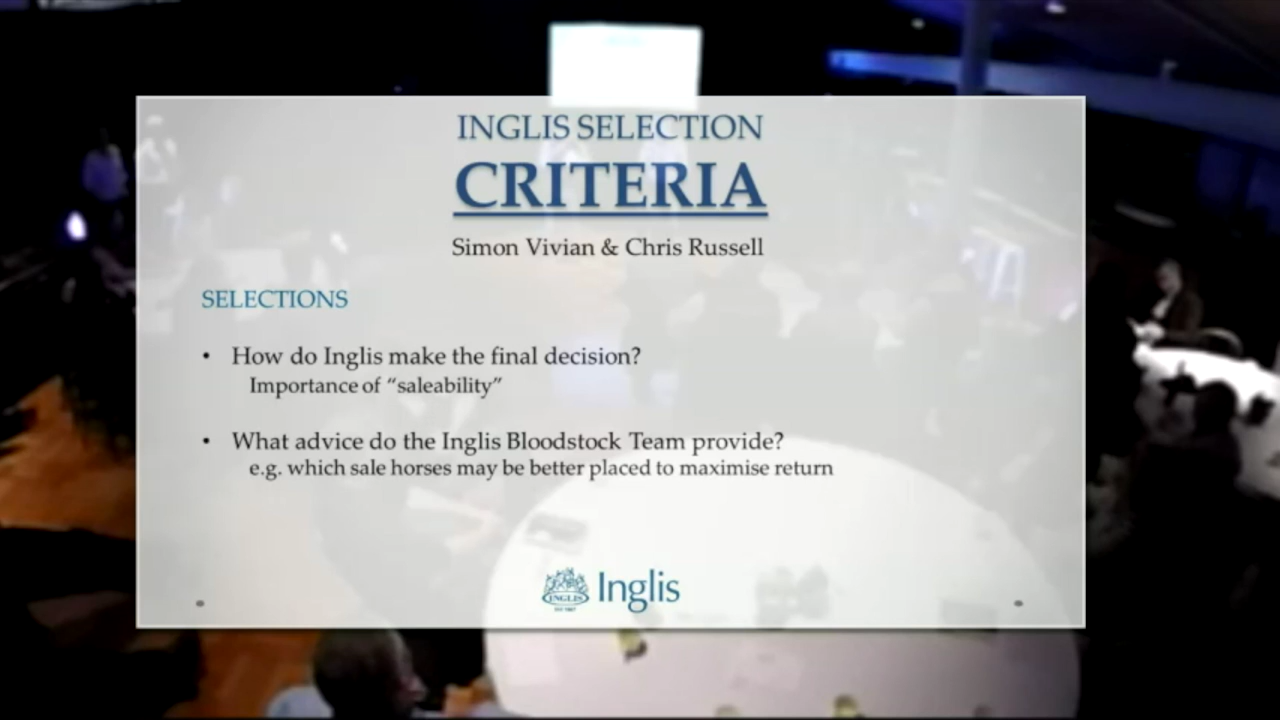 INGLIS SELECTION
CRITERIA
Simon Vivian & Chris Russell
SELECTIONS
• How do Inglis make the final decision?
Importance of “saleability”
• What advice do the Inglis Bloodstock Team provide?
e.g. which sale horses may be better placed to maximise return
INGLIS
Inglis